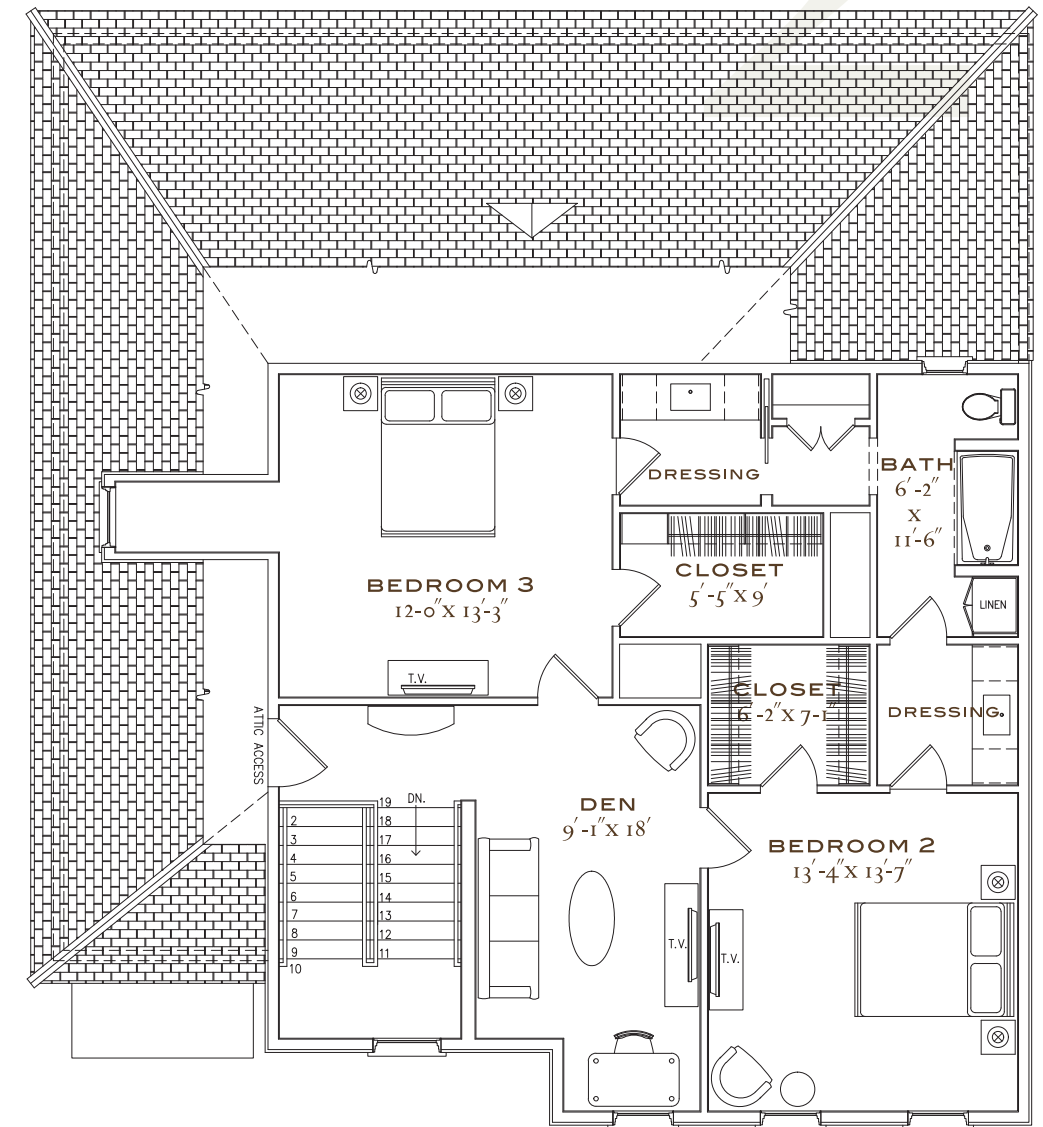 DRESSING
BATH
6'-2"
X
11'-6"
CLOSET
5'-5" X 9'
BEDROOM 3
12-0" X 13'-3"
LINEN
T.V.
CLOSET
6'-2" X 7-1"
DRESSING
ATTIC ACCESS
DN.
19
2
18
3
17
4
16
5
15
6
14
7
13
8
12
9
11
10
DEN
9'-1" X 18'
BEDROOM 2
13'-4" X 13'-7"
T.V.
T.V.